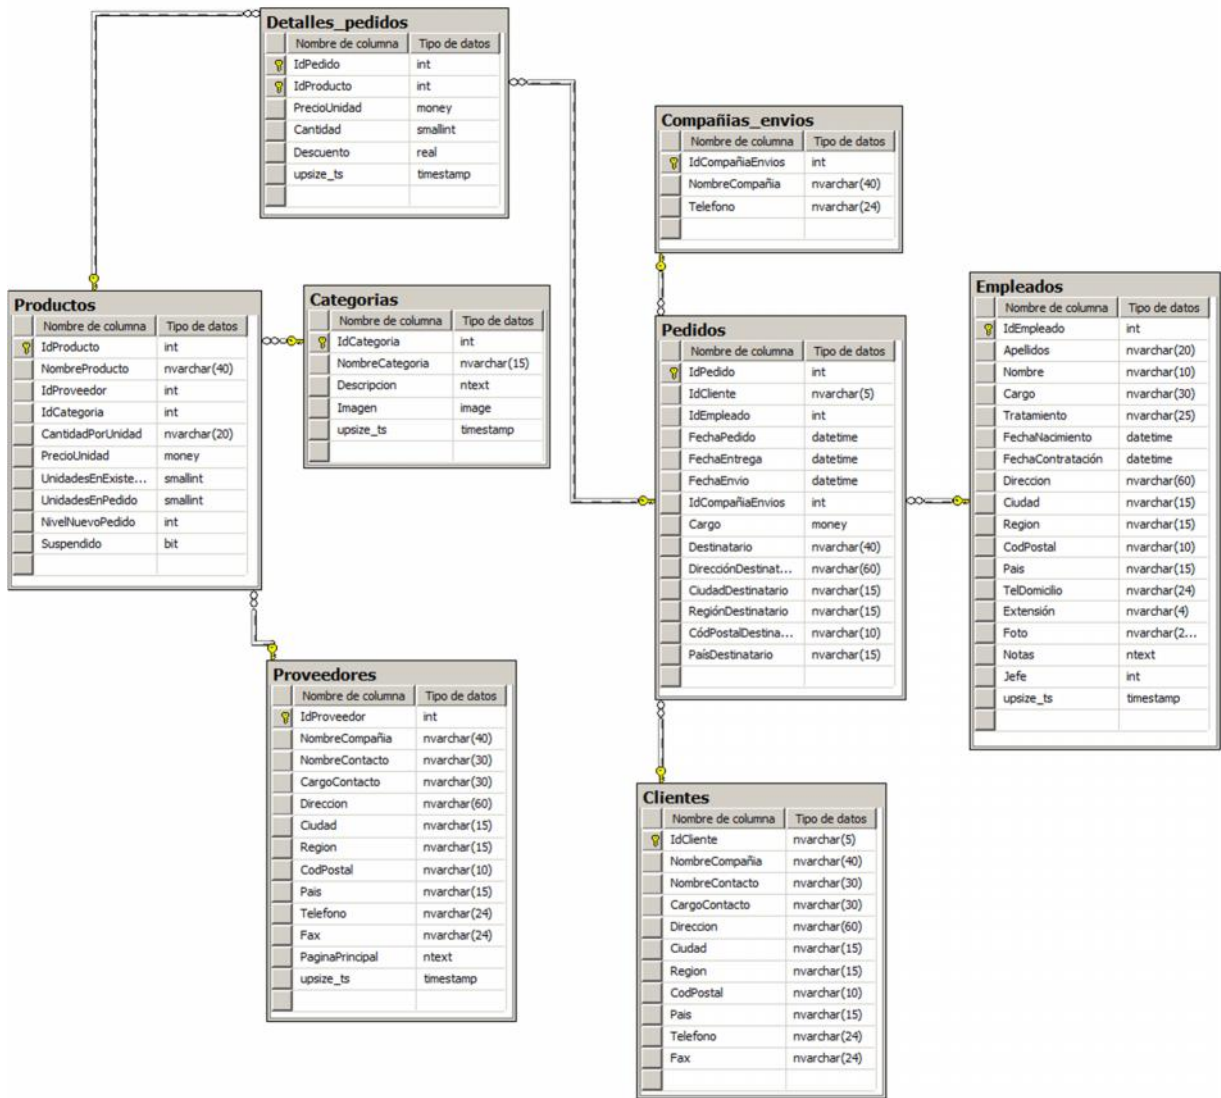 Detalles_pedidos
Nombre de columna Tipo de datos
IdPedido int
IdProducto int
PrecioUnidad money
Cantidad smallint
Descuento real
upsize_ts timestamp
Compañias_envios
Nombre de columna Tipo de datos
IdCompañiaEnvios int
NombreCompañia nvarchar(40)
Telefono nvarchar(24)
Productos
Nombre de columna Tipo de datos
IdProducto int
NombreProducto nvarchar(40)
IdProveedor int
IdCategoria int
CantidadPorUnidad nvarchar(20)
PrecioUnidad money
UnidadesEnExiste... smallint
UnidadesEnPedido smallint
NivelNuevoPedido int
Suspendido bit
Categorias
Nombre de columna Tipo de datos
IdCategoria int
NombreCategoria nvarchar(15)
Descripcion ntext
Imagen image
upsize_ts timestamp
Pedidos
Nombre de columna Tipo de datos
IdPedido int
IdCliente nvarchar(5)
IdEmpleado int
FechaPedido datetime
FechaEntrega datetime
FechaEnvio datetime
IdCompañiaEnvios int
Cargo money
Destinatario nvarchar(40)
DirecciónDestinat... nvarchar(60)
CiudadDestinatario nvarchar(15)
RegiónDestinatario nvarchar(15)
CódPostalDestina... nvarchar(10)
PaísDestinatario nvarchar(15)
Empleados
Nombre de columna Tipo de datos
IdEmpleado int
Apellidos nvarchar(20)
Nombre nvarchar(10)
Cargo nvarchar(30)
Tratamiento nvarchar(25)
FechaNacimiento datetime
FechaContratación datetime
Direccion nvarchar(60)
Ciudad nvarchar(15)
Region nvarchar(15)
CodPostal nvarchar(10)
Pais nvarchar(15)
TelDomicilio nvarchar(24)
Extensión nvarchar(4)
Foto nvarchar(2...
Notas ntext
Jefe int
upsize_ts timestamp
Proveedores
Nombre de columna Tipo de datos
IdProveedor int
NombreCompañia nvarchar(40)
NombreContacto nvarchar(30)
CargoContacto nvarchar(30)
Direccion nvarchar(60)
Ciudad nvarchar(15)
Region nvarchar(15)
CodPostal nvarchar(10)
Pais nvarchar(15)
Telefono nvarchar(24)
Fax nvarchar(24)
PaginaPrincipal ntext
upsize_ts timestamp
Clientes
Nombre de columna Tipo de datos
IdCliente nvarchar(5)
NombreCompañia nvarchar(40)
NombreContacto nvarchar(30)
CargoContacto nvarchar(30)
Direccion nvarchar(60)
Ciudad nvarchar(15)
Region nvarchar(15)
CodPostal nvarchar(10)
Pais nvarchar(15)
Telefono nvarchar(24)
Fax nvarchar(24)